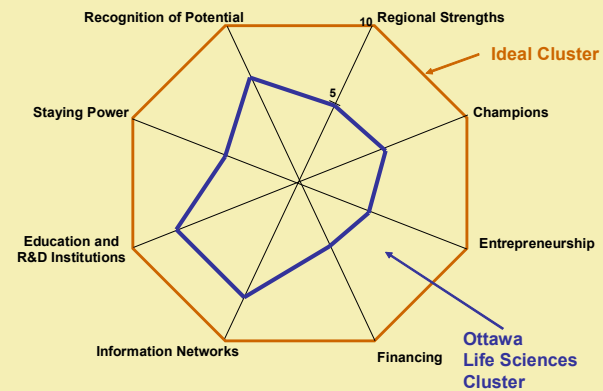 Recognition of Potential
10
Regional Strengths
Ideal Cluster
5
Staying Power
Champions
Education and
R&D Institutions
Entrepreneurship
Information Networks
Financing
Ottawa
Life Sciences
Cluster